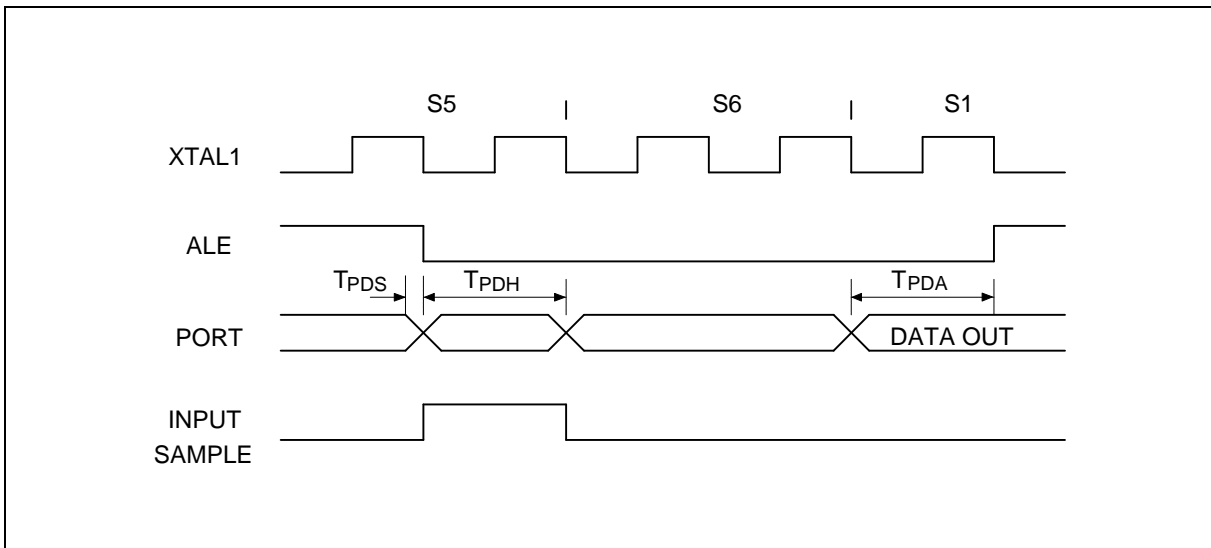 S5 | S6 | S1
XTAL1
ALE
TPDS TPDH TPDA
PORT DATA OUT
INPUT
SAMPLE